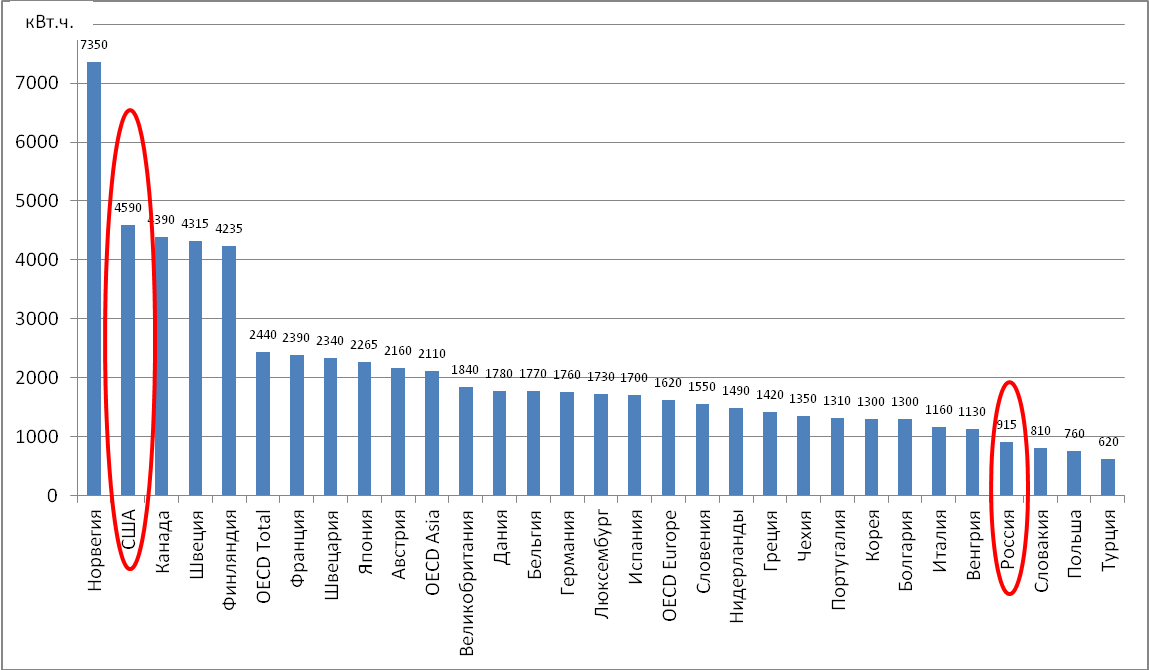 кВт.ч.
7350
7000
6000
5000
4590
4390
4315
4235
4000
3000
2440
2390
2340
2265
2160
2110
2000
1840
1780
1770
1760
1730
1700
1620
1550
1490
1420
1350
1310
1300
1300
1160
1130
1000
915
810
760
620
0
Норвегия
США
Канада
Швеция
Финляндия
OECD Total
Франция
Швецария
Япония
Австрия
OECD Asia
Великобритания
Дания
Бельгия
Германия
Люксембург
Испания
OECD Europe
Словения
Нидерланды
Греция
Чехия
Португалия
Корея
Болгария
Италия
Венгрия
Россия
Словакия
Польша
Турция